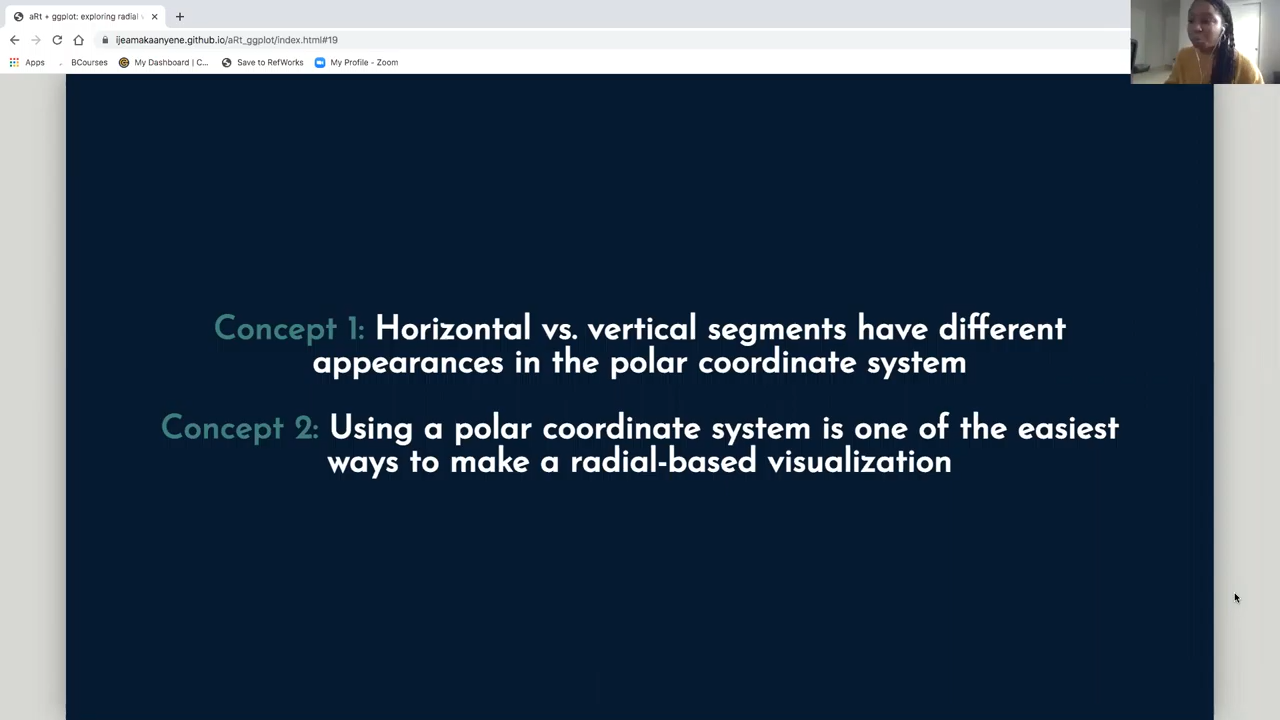 aRt + ggplot: exploring radial
ijeamakaanyene.github.io/aRt_ggplot/index.html#19
Apps BCourses My Dashboard | C... Save to RefWorks My Profile - Zoom
Concept 1: Horizontal vs. vertical segments have different
appearances in the polar coordinate system
Concept 2: Using a polar coordinate system is one of the easiest
ways to make a radial-based visualization